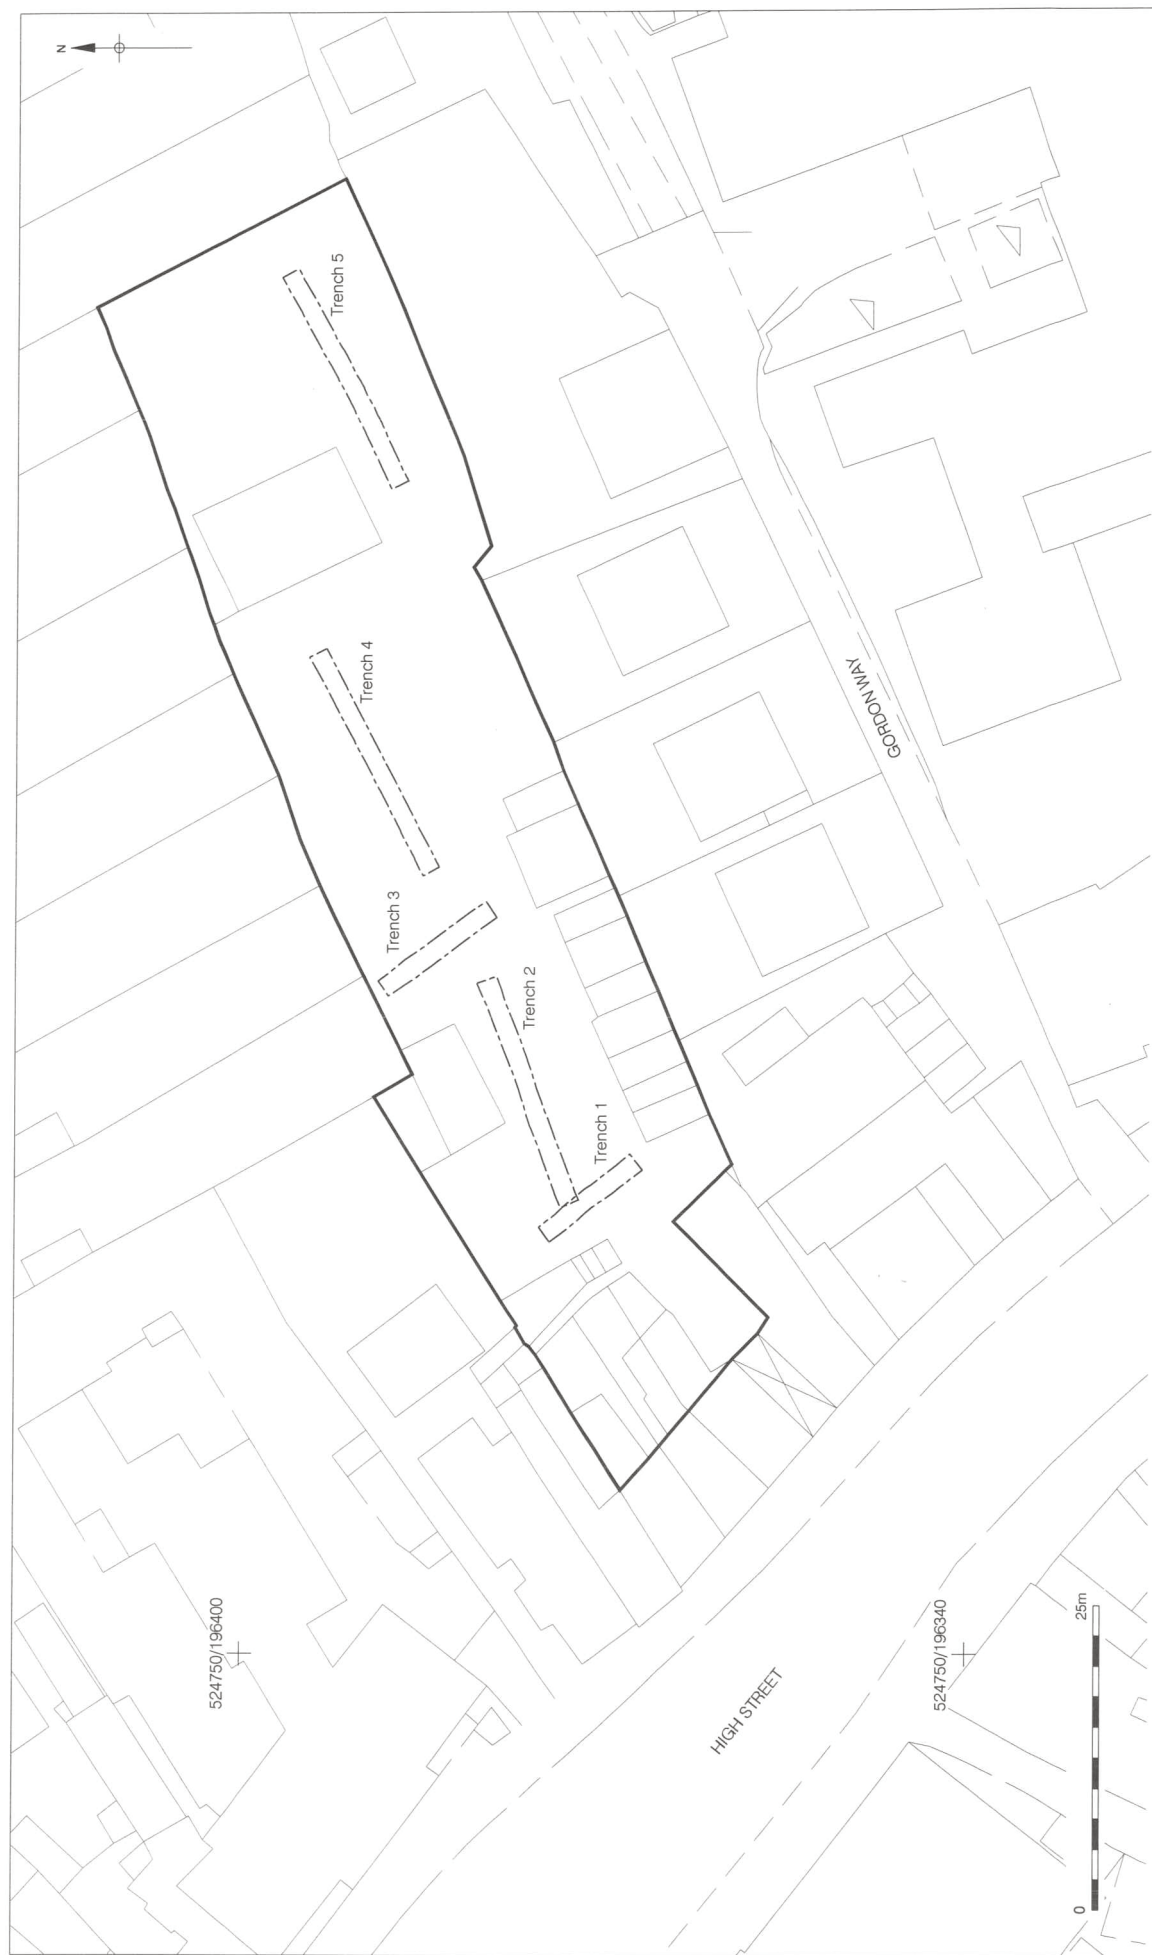 N
Trench 5
Trench 4
Trench 3
Trench 2
Trench 1
GORDON WAY
HIGH STREET
524750/196400
524750/196340
0
25m